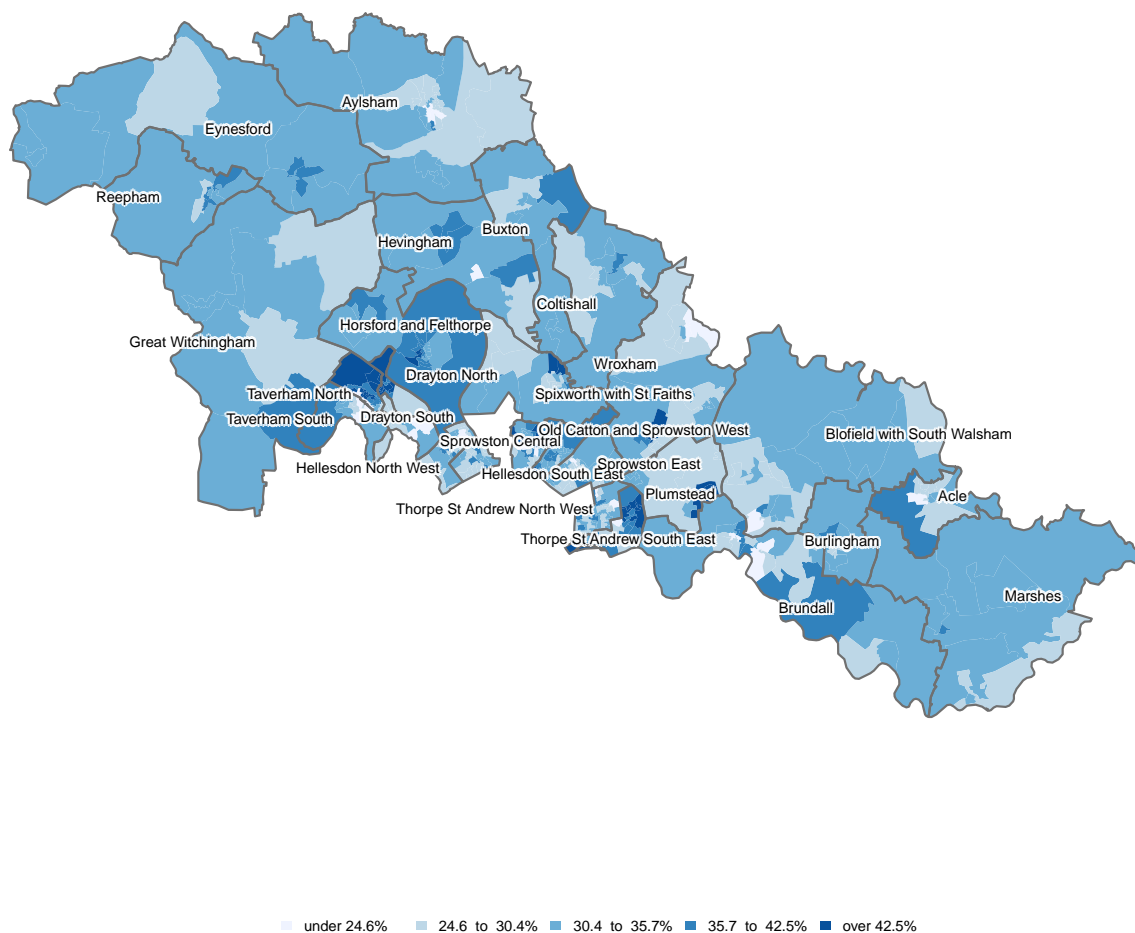 Aylsham
Eynesford
Reepham
Buxton
Hevingham
Coltishall
Horsford and Felthorpe
Great Witchingham
Wroxham
Drayton North
Taverham North
Spixworth with St Faiths
Taverham South
Drayton South
Old Catton and Sprowston West
Blofield with South Walsham
Sprowston Central
Hellesdon North West
Sprowston East
Hellesdon South East
Plumstead
Acle
Thorpe St Andrew North West
Thorpe St Andrew South East
Burlingham
Marshes
Brundall
under 24.6% 24.6 to 30.4% 30.4 to 35.7% 35.7 to 42.5% over 42.5%